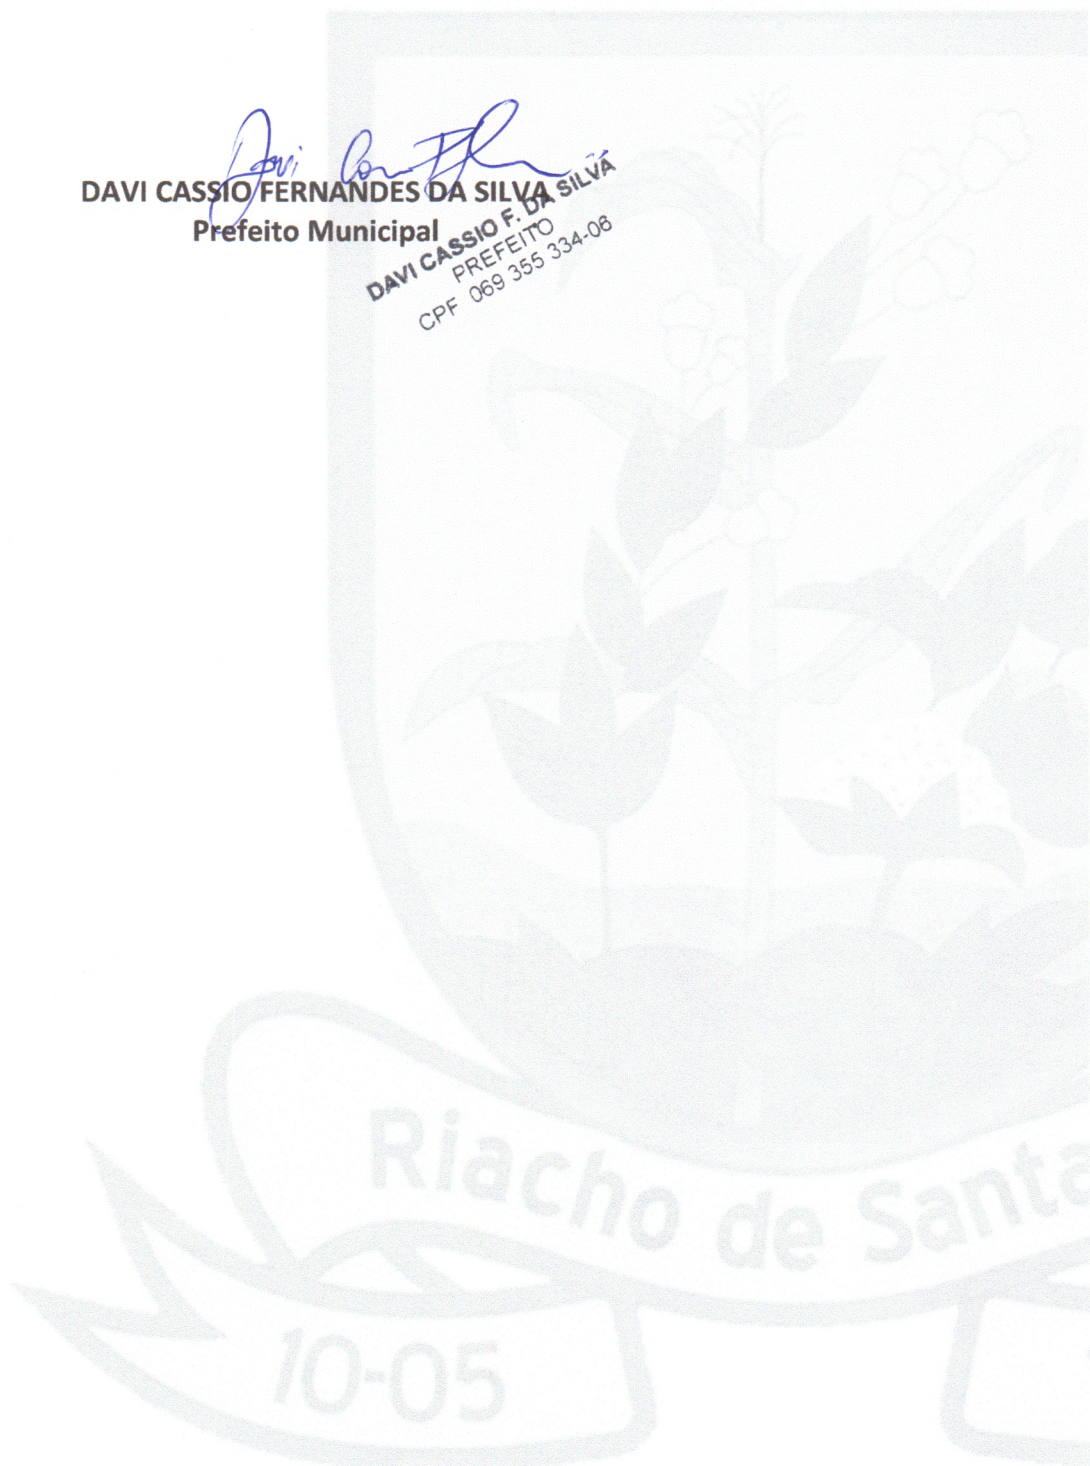 DAVI CASSIO FERNANDES DA SILVA
Prefeito Municipal
DAVI CASSIO F. DA SILVA
PREFEITO
CPF 069 355 334-06
Riacho de Santa
10-05